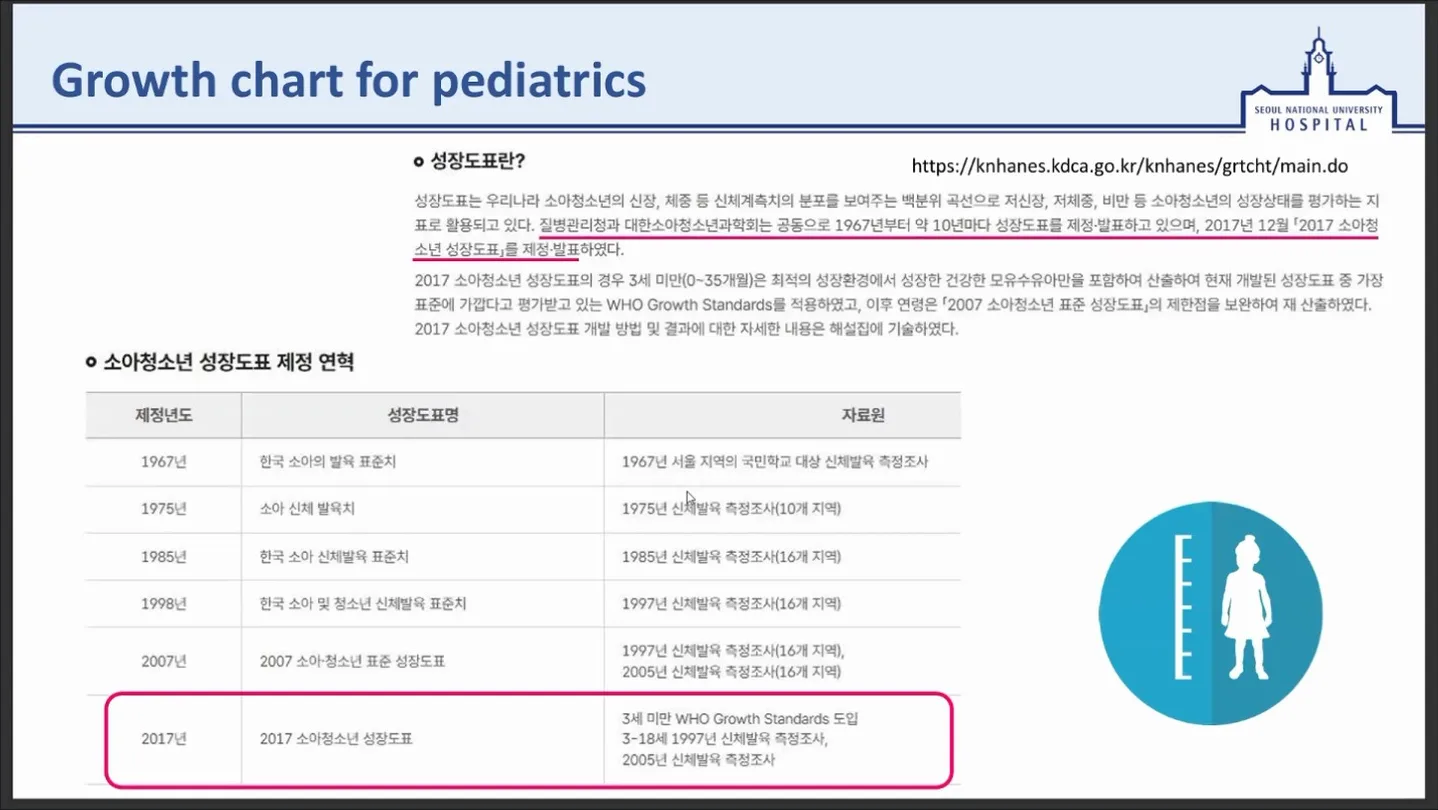 Growth chart for pediatrics
SEOUL NATIONAL UNIVERSITY
HOSPITAL
성장도표란?
https://knhanes.kdca.go.kr/knhanes/grtcht/main.do
성장도표는 우리나라 소아청소년의 신장, 체중 등 신체계측치의 분포를 보여주는 백분위 곡선으로 저신장, 저체중, 비만 등 소아청소년의 성장상태를 평가하는 지
표로 활용되고 있다. 질병관리청과 대한소아청소년과학회는 공동으로 1967년부터 약 10년마다 성장도표를 제정·발표하고 있으며, 2017년 12월 「2017 소아청
소년 성장도표」를 제정·발표하였다.
2017 소아청소년 성장도표의 경우 3세 미만(0~35개월)은 최적의 성장환경에서 성장한 건강한 모유수유아만을 포함하여 산출하여 현재 개발된 성장도표 중 가장
표준에 가깝다고 평가받고 있는 WHO Growth Standards를 적용하였고, 이후 연령은 「2007 소아청소년 표준 성장도표」의 제한점을 보완하여 재 산출하였다.
2017 소아청소년 성장도표 개발 방법 및 결과에 대한 자세한 내용은 해설집에 기술하였다.
소아청소년 성장도표 제정 연혁
제정년도 성장도표명 자료원
1967년 한국 소아의 발육 표준치 1967년 서울 지역의 국민학교 대상 신체발육 측정조사
1975년 소아 신체 발육치 1975년 신체발육 측정조사(10개 지역)
1985년 한국 소아 신체발육 표준치 1985년 신체발육 측정조사(16개 지역)
1998년 한국 소아 및 청소년 신체발육 표준치 1997년 신체발육 측정조사(16개 지역)
2007년 2007 소아·청소년 표준 성장도표 1997년 신체발육 측정조사(16개 지역),
2005년 신체발육 측정조사(16개 지역)
2017년 2017 소아청소년 성장도표 3세 미만 WHO Growth Standards 도입
3-18세 1997년 신체발육 측정조사,
2005년 신체발육 측정조사